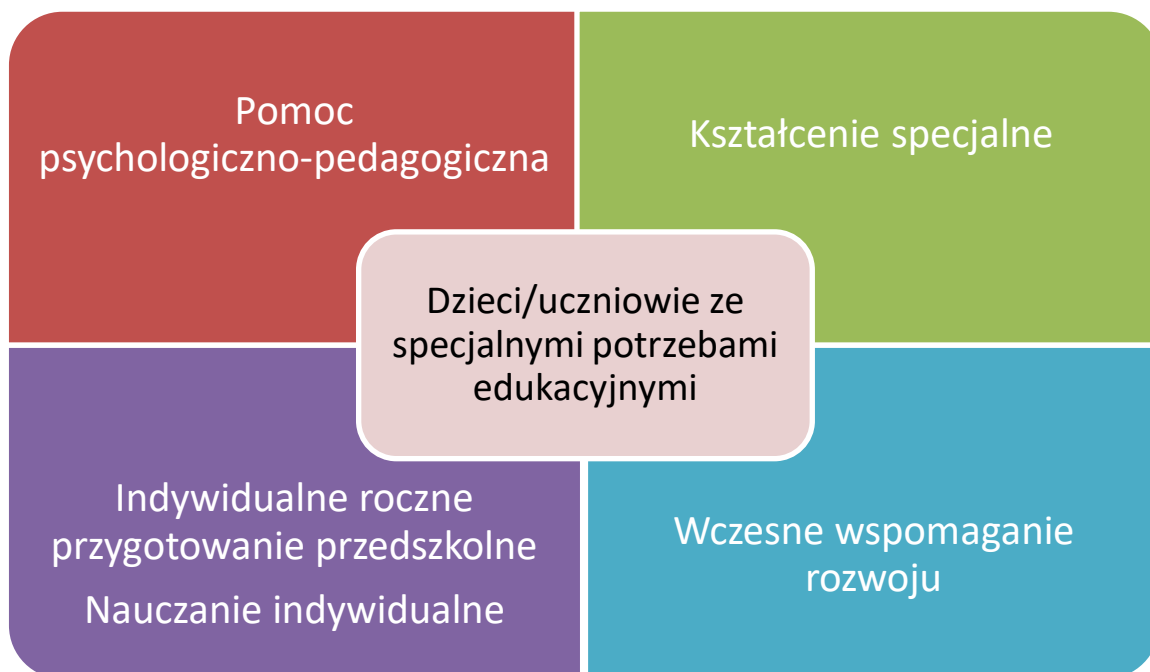 Pomoc
psychologiczno-pedagogiczna
Kształcenie specjalne
Dzieci/uczniowie ze
specjalnymi potrzebami
edukacyjnymi
Indywidualne roczne
przygotowanie przedszkolne
Nauczanie indywidualne
Wczesne wspomaganie
rozwoju